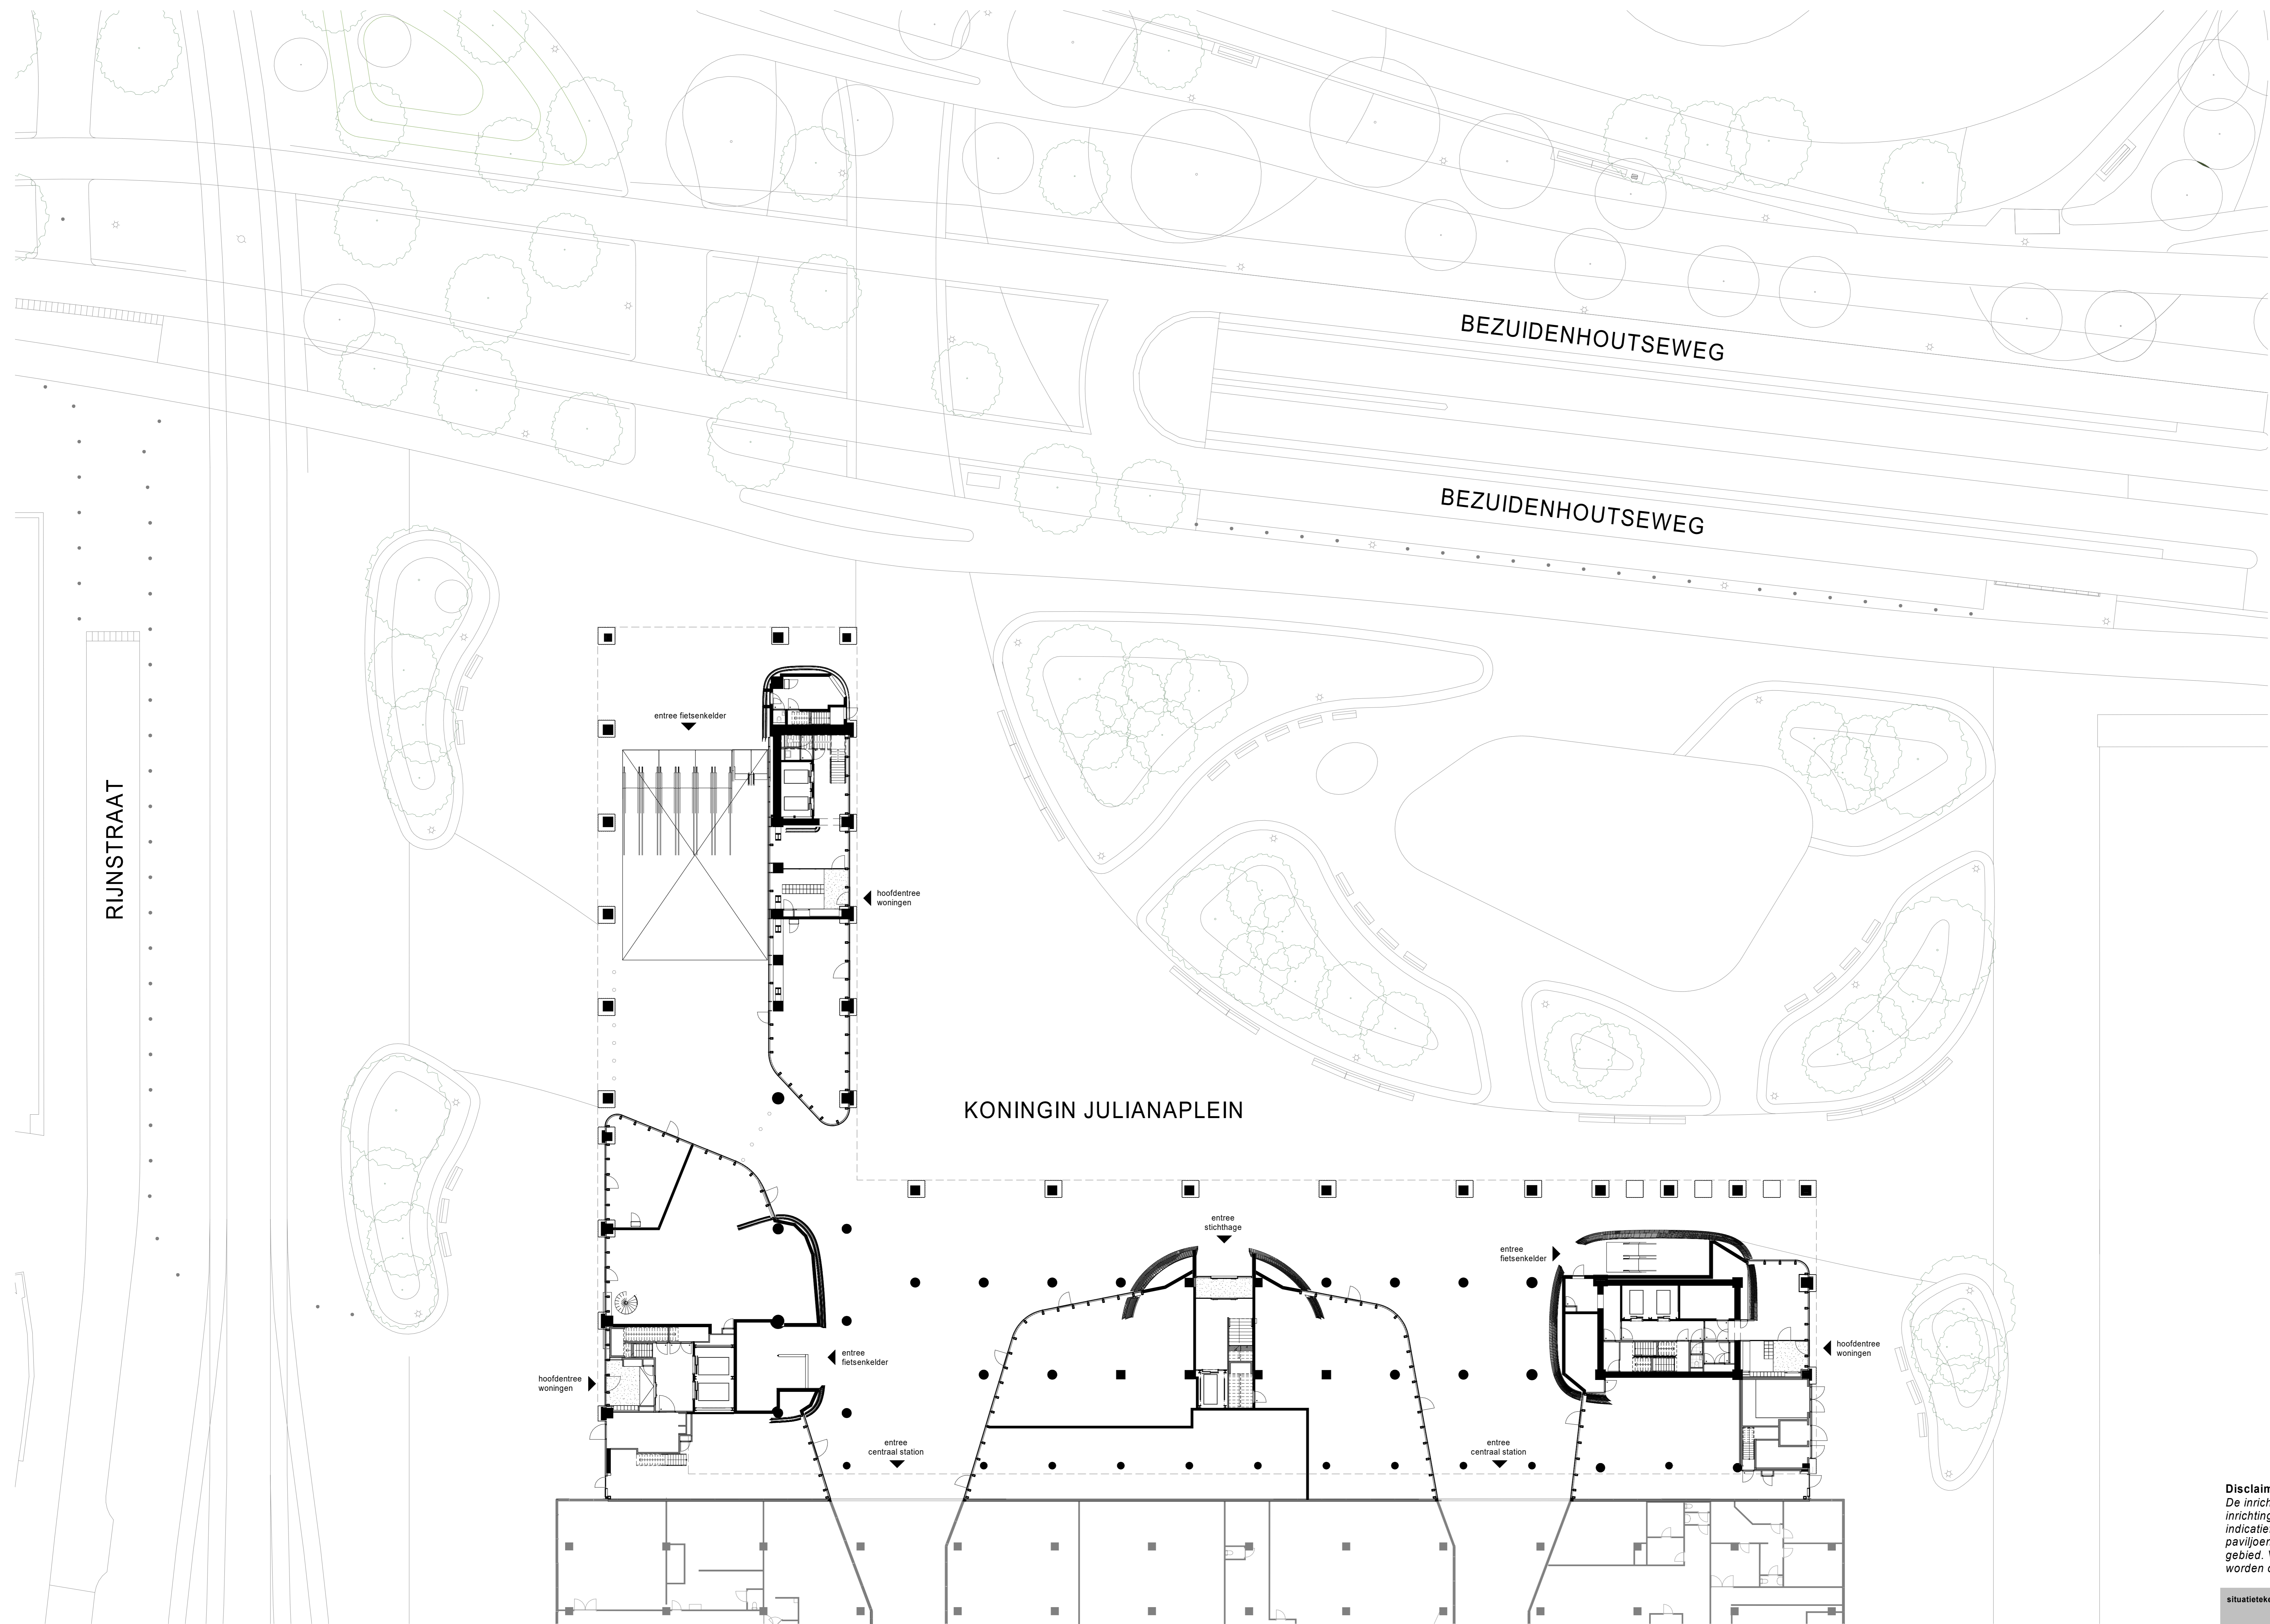 BEZUIDENHOUTSEWEG
BEZUIDENHOUTSEWEG
entree fietsenkelder
RIJNSTRAAT
hoofdentree
woningen
KONINGIN JULIANAPLEIN
entree
stichthage
entree
fietsenkelder
hoofdentree
woningen
entree
fietsenkelder
hoofdentree
woningen
entree
centraal station
entree
centraal station
Disclaim
De inrich
inrichting
indicatie
paviljoen
gebied. V
worden
situatieteke